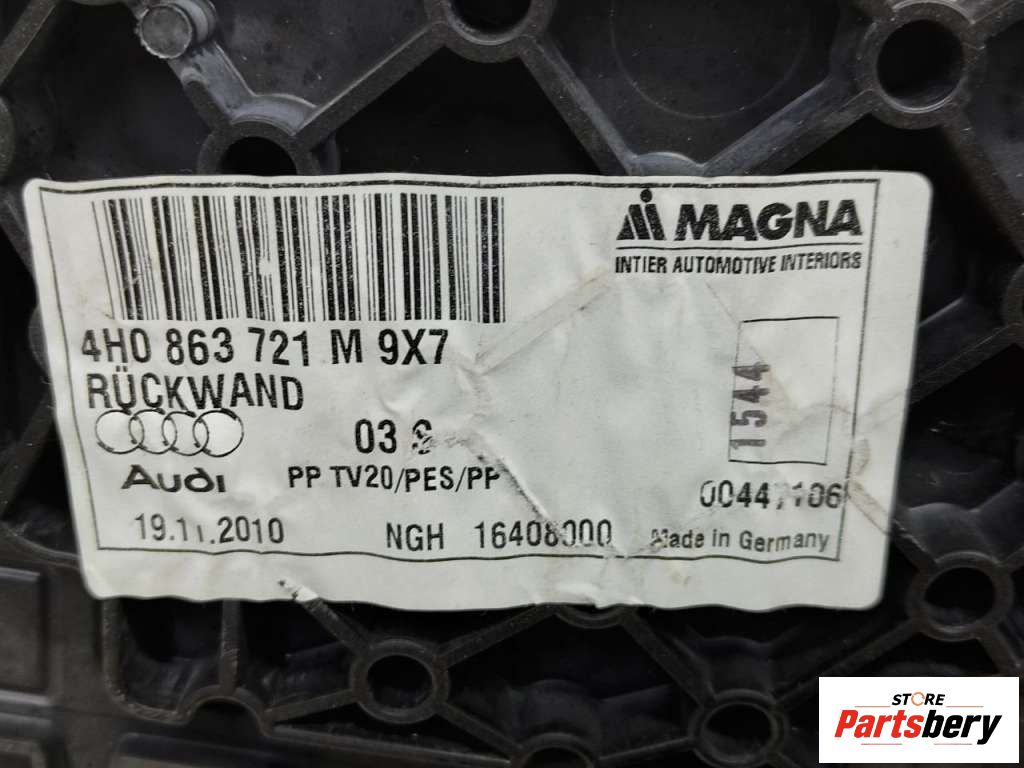 MAGNA
INTIER AUTOMOTIVE INTERIORS
4H0 863 721 M 9X7
RÜCKWAND
1544
03
Audi
PP TV20/PES/PP
00447106
19.11.2010
NGH 16408000
Made in Germany
STORE
Partsbery